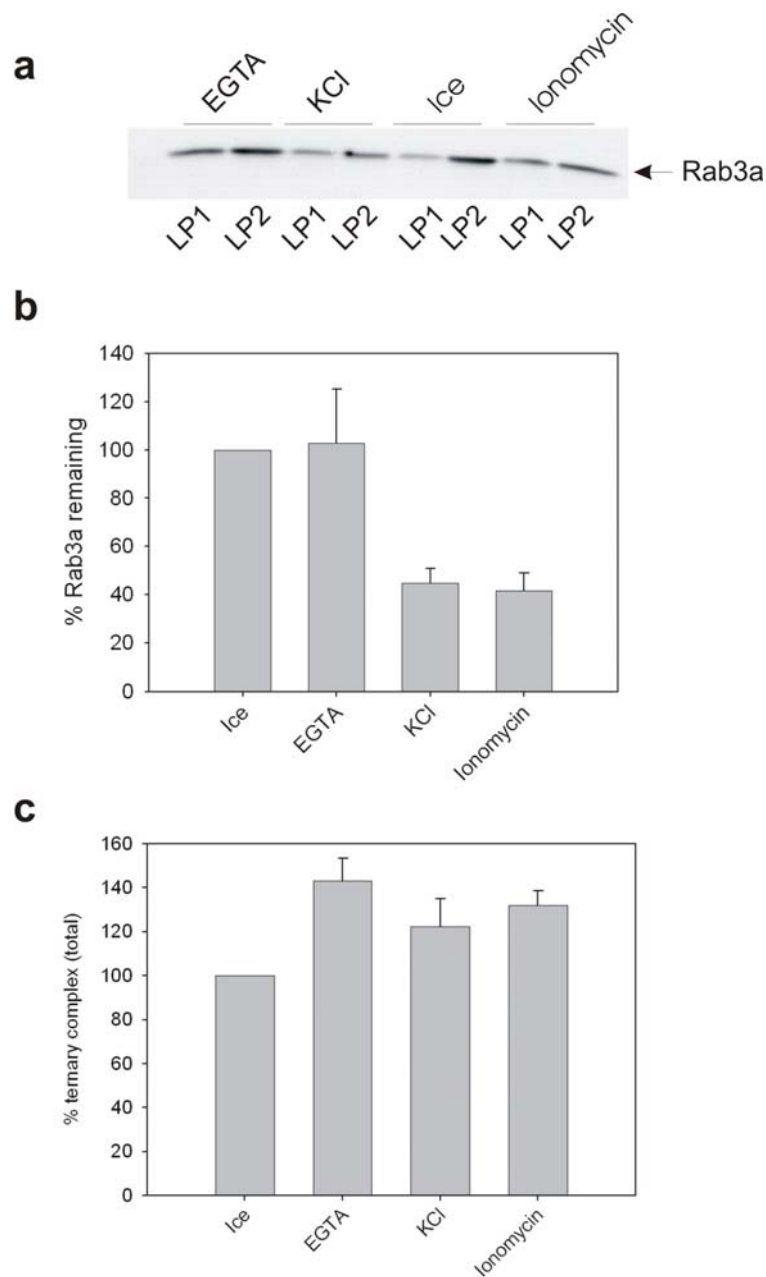 a
EGTA KCl Ice Ionomycin
Rab3a
LP1 LP2 LP1 LP2 LP1 LP2 LP1 LP2
b
% Rab3a remaining
140
120
100
80
60
40
20
0
Ice EGTA KCl Ionomycin
c
% ternary complex (total)
160
140
120
100
80
60
40
20
0
Ice EGTA KCl Ionomycin